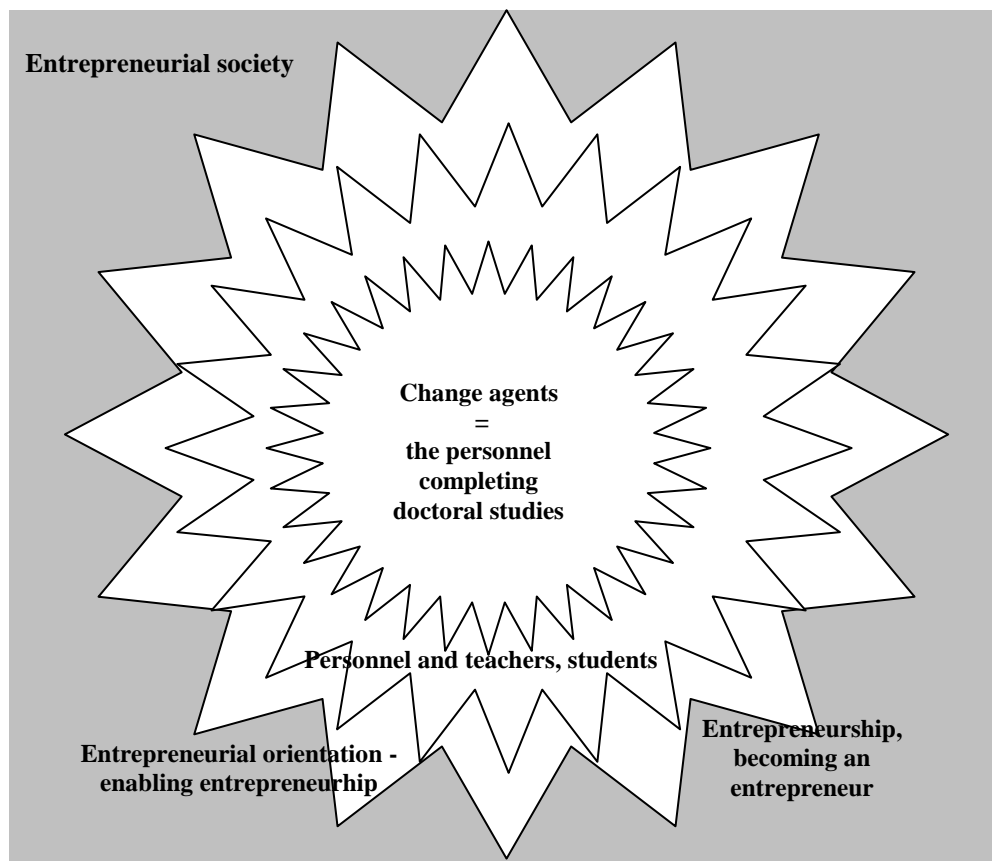 Entrepreneurial society
Change agents
=
the personnel
completing
doctoral studies
Personnel and teachers, students
Entrepreneurial orientation -
enabling entrepreneurhip
Entrepreneurship,
becoming an
entrepreneur